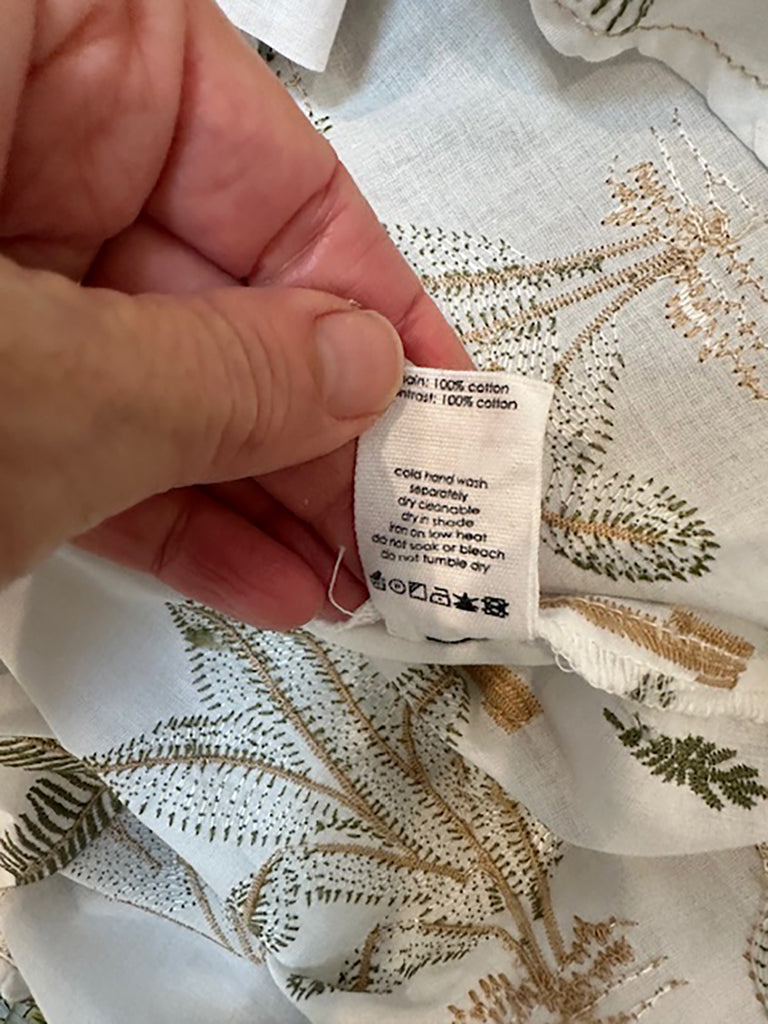 100% cotton
100% cotton
cold hand wash
separately
dry cleanable
dry in shade
iron on low heat
do not soak or bleach
do not tumble dry